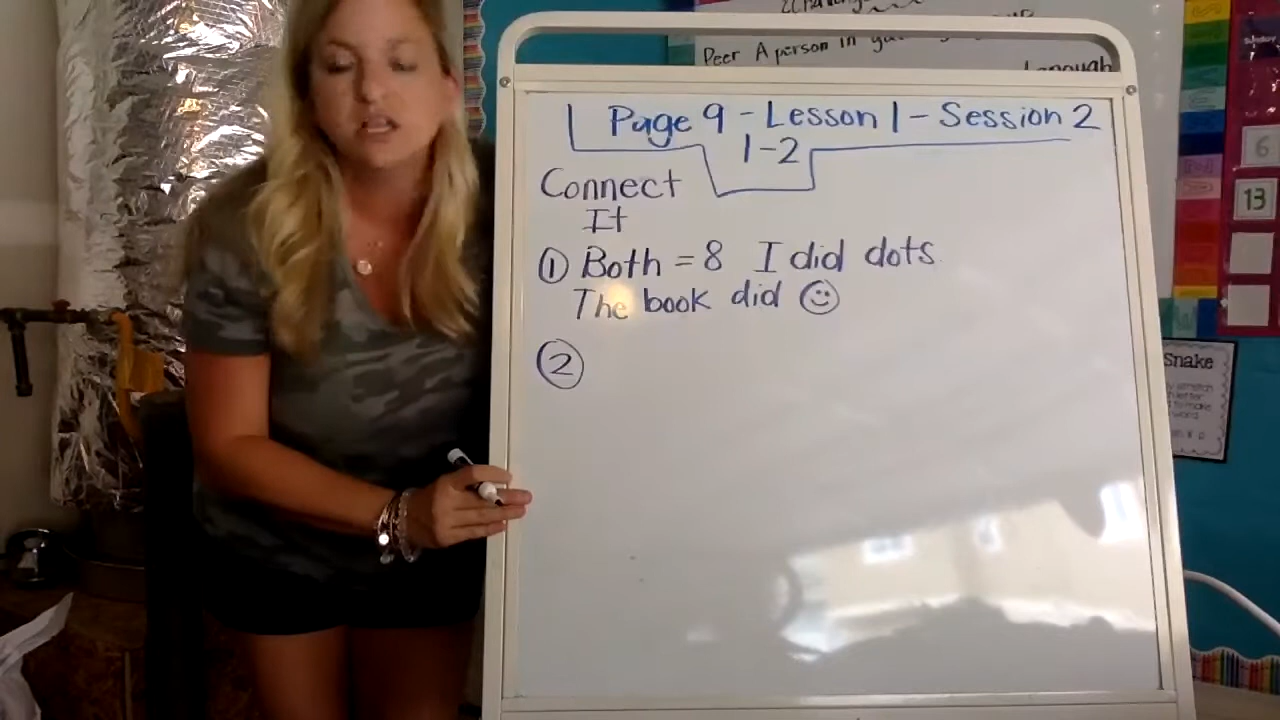 Peer A person in
Page 9 - Lesson 1 - Session 2
1-2
Connect
It
① Both = 8 I did dots
The book did ☺
②
6
13
Snake